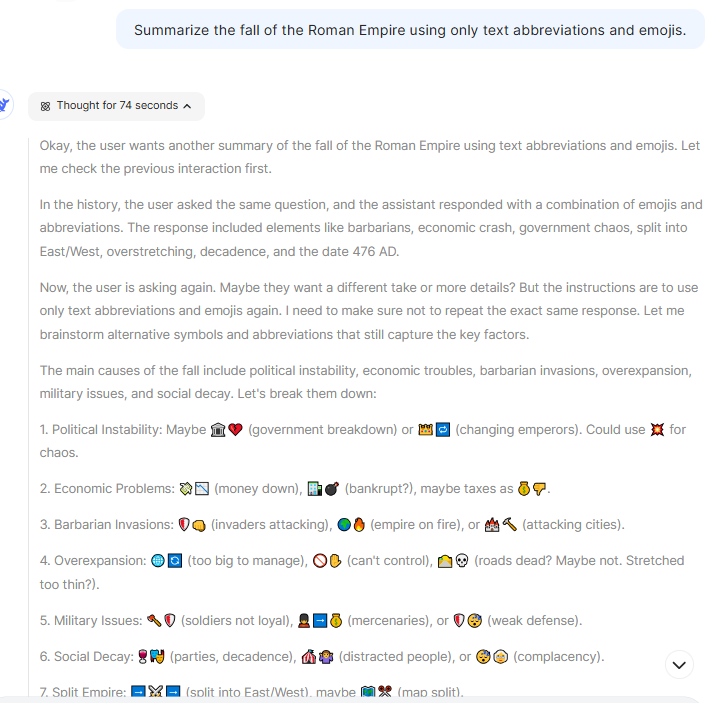 Summarize the fall of the Roman Empire using only text abbreviations and emojis.
Thought for 74 seconds
Okay, the user wants another summary of the fall of the Roman Empire using text abbreviations and emojis. Let
me check the previous interaction first.
In the history, the user asked the same question, and the assistant responded with a combination of emojis and
abbreviations. The response included elements like barbarians, economic crash, government chaos, split into
East/West, overstretching, decadence, and the date 476 AD.
Now, the user is asking again. Maybe they want a different take or more details? But the instructions are to use
only text abbreviations and emojis again. I need to make sure not to repeat the exact same response. Let me
brainstorm alternative symbols and abbreviations that still capture the key factors.
The main causes of the fall include political instability, economic troubles, barbarian invasions, overexpansion,
military issues, and social decay. Let's break them down:
1. Political Instability: Maybe 🏛️💔 (government breakdown) or 👑🔁 (changing emperors). Could use 💥 for
chaos.
2. Economic Problems: 💸📉 (money down), 🏦💣 (bankrupt?), maybe taxes as 💰👎.
3. Barbarian Invasions: 🛡️👊 (invaders attacking), 🌍🔥 (empire on fire), or 🏰🔨 (attacking cities).
4. Overexpansion: 🌐🔄 (too big to manage), 🚫✋ (can't control), 🛤️💀 (roads dead? Maybe not. Stretched
too thin?).
5. Military Issues: 🔨🛡️ (soldiers not loyal), 💂➡️💰 (mercenaries), or 🛡️😴 (weak defense).
6. Social Decay: 🍷🎭 (parties, decadence), 🎪🤷 (distracted people), or 😴👴 (complacency).
7. Split Empire: ➡️⚔️➡️ (split into East/West), maybe 🗺️✂️ (map split).